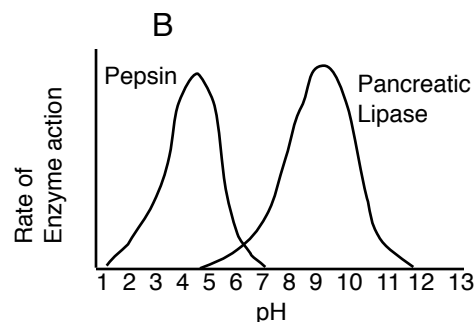 B
Pepsin
Pancreatic
Lipase
Rate of
Enzyme action
1 2 3 4 5 6 7 8 9 10 11 12 13
pH